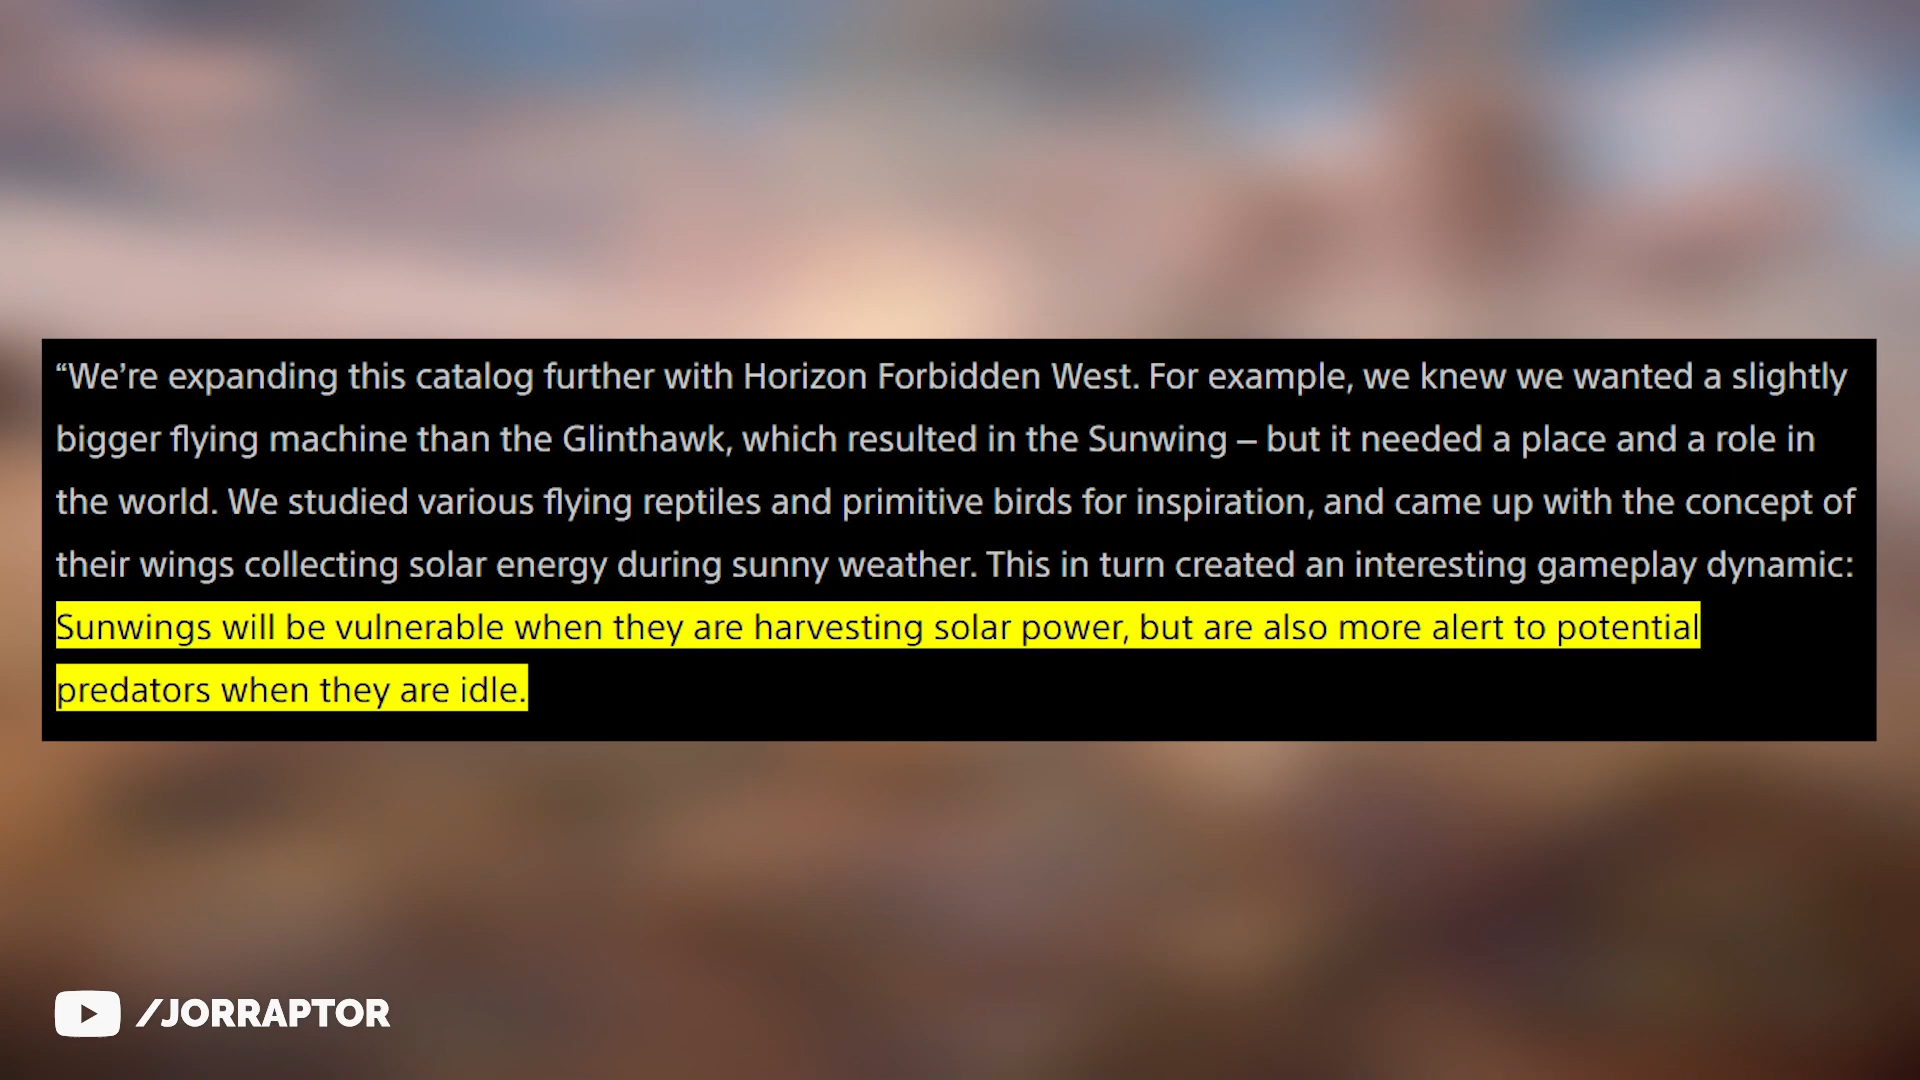 “We’re expanding this catalog further with Horizon Forbidden West. For example, we knew we wanted a slightly
bigger flying machine than the Glinthawk, which resulted in the Sunwing – but it needed a place and a role in
the world. We studied various flying reptiles and primitive birds for inspiration, and came up with the concept of
their wings collecting solar energy during sunny weather. This in turn created an interesting gameplay dynamic:
Sunwings will be vulnerable when they are harvesting solar power, but are also more alert to potential
predators when they are idle.
/JORRAPTOR